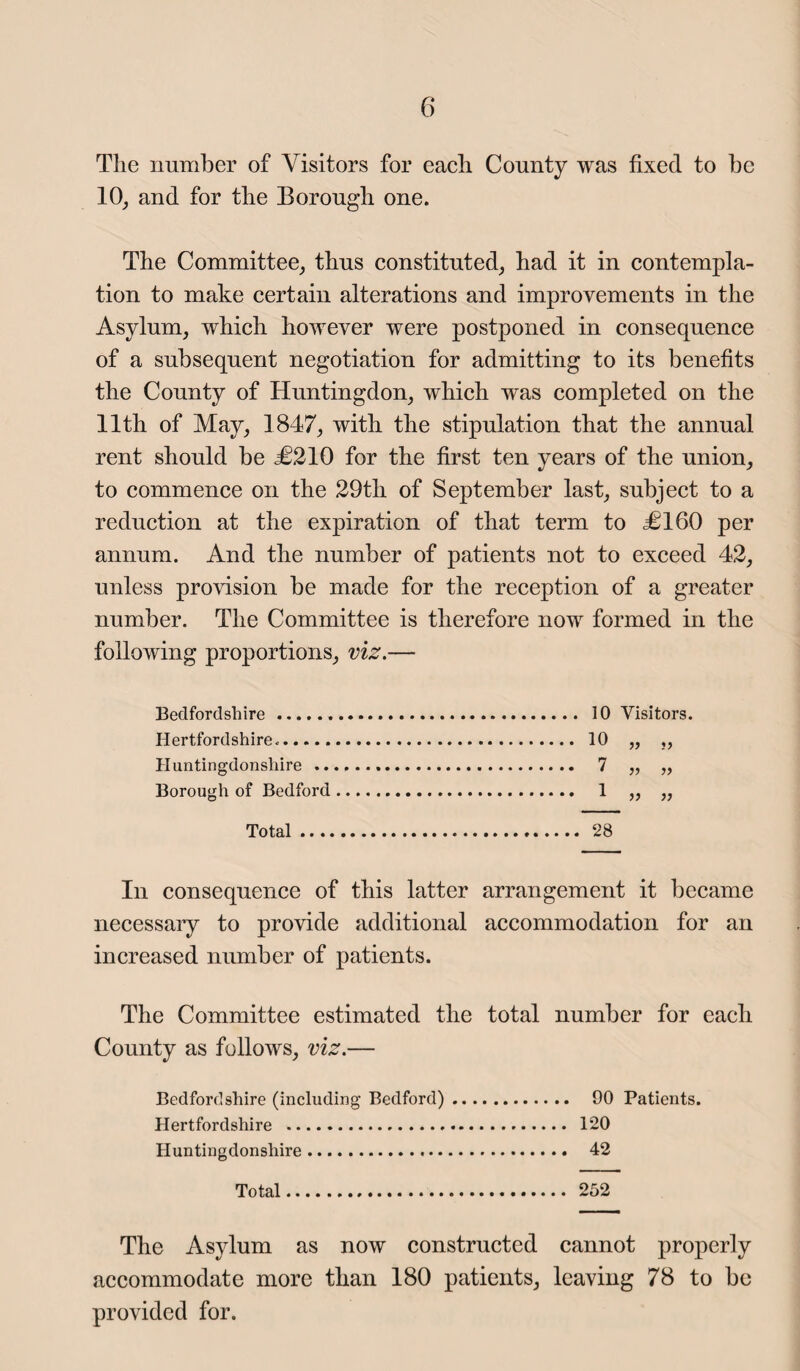 6
The number of Visitors for each County was fixed to be
10, and for the Borough one.
The Committee, thus constituted, had it in contempla-
tion to make certain alterations and improvements in the
Asylum, which however were postponed in consequence
of a subsequent negotiation for admitting to its benefits
the County of Huntingdon, which was completed on the
11th of May, 1847, with the stipulation that the annual
rent should be £210 for the first ten years of the union,
to commence on the 29th of September last, subject to a
reduction at the expiration of that term to £160 per
annum. And the number of patients not to exceed 42,
unless provision be made for the reception of a greater
number. The Committee is therefore now formed in the
following proportions, viz.—
Bedfordshire .............................. 10 Visitors.
Hertfordshire.............................. 10 „ „
Huntingdonshire .......................... 7 „ „
Borough of Bedford........................ 1 „ „
Total............................ 28
In consequence of this latter arrangement it became
necessary to provide additional accommodation for an
increased number of patients.
The Committee estimated the total number for each
County as follows, viz.—
Bedfordshire (including Bedford)............ 90 Patients.
Hertfordshire ............................ 120
Huntingdonshire.......................... 42
Total............................ 252
The Asylum as now constructed cannot properly
accommodate more than 180 patients, leaving 78 to be
provided for.